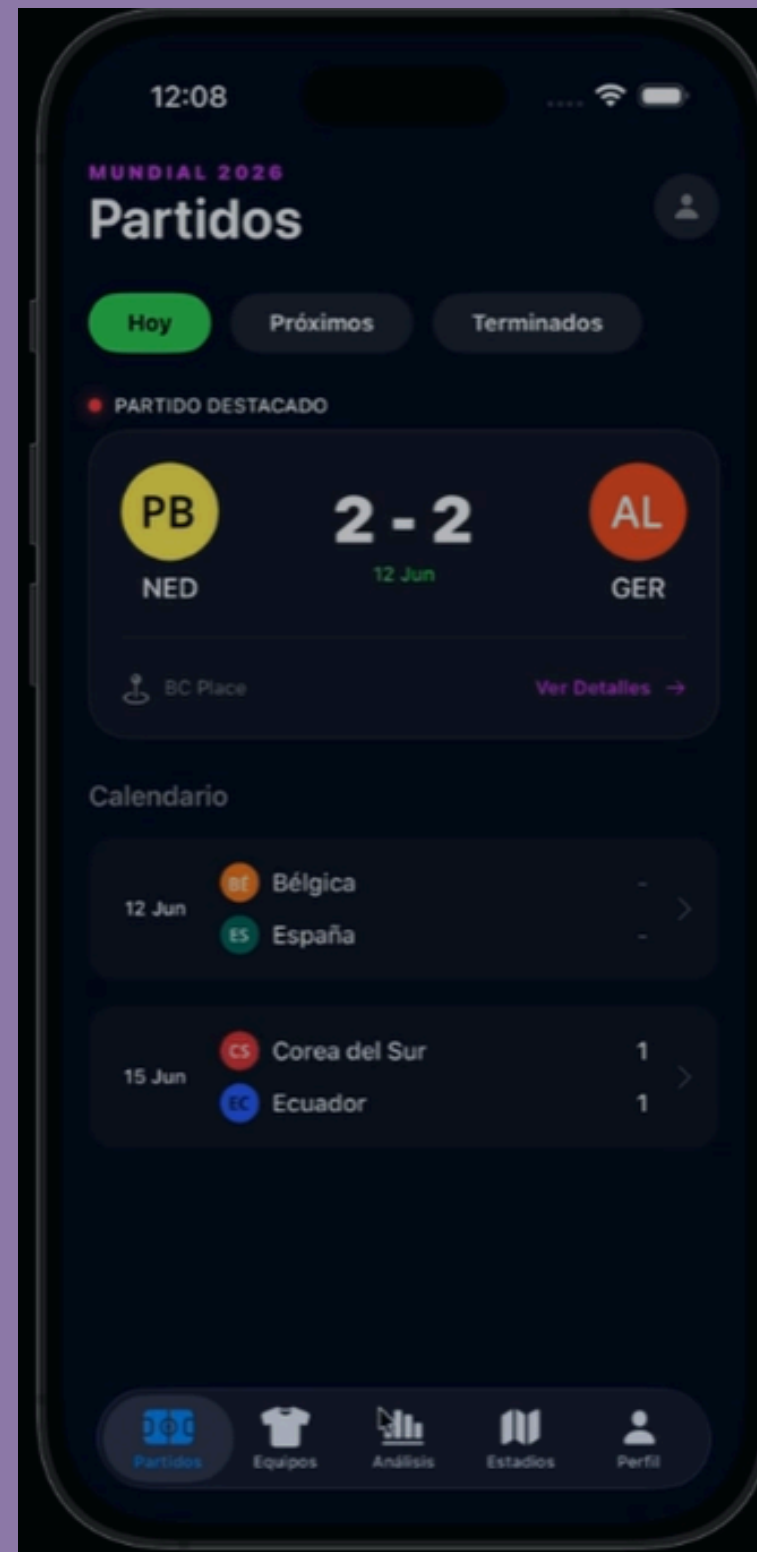 12:08
MUNDIAL 2026
Partidos
Hoy Próximos Terminados
PARTIDO DESTACADO
PB 2 - 2 AL
12 Jun
NED GER
BC Place Ver Detalles →
Calendario
BÉ Bélgica -
12 Jun
ES España -
CS Corea del Sur 1
15 Jun
EC Ecuador 1
Partidos Equipos Análisis Estadios Perfil